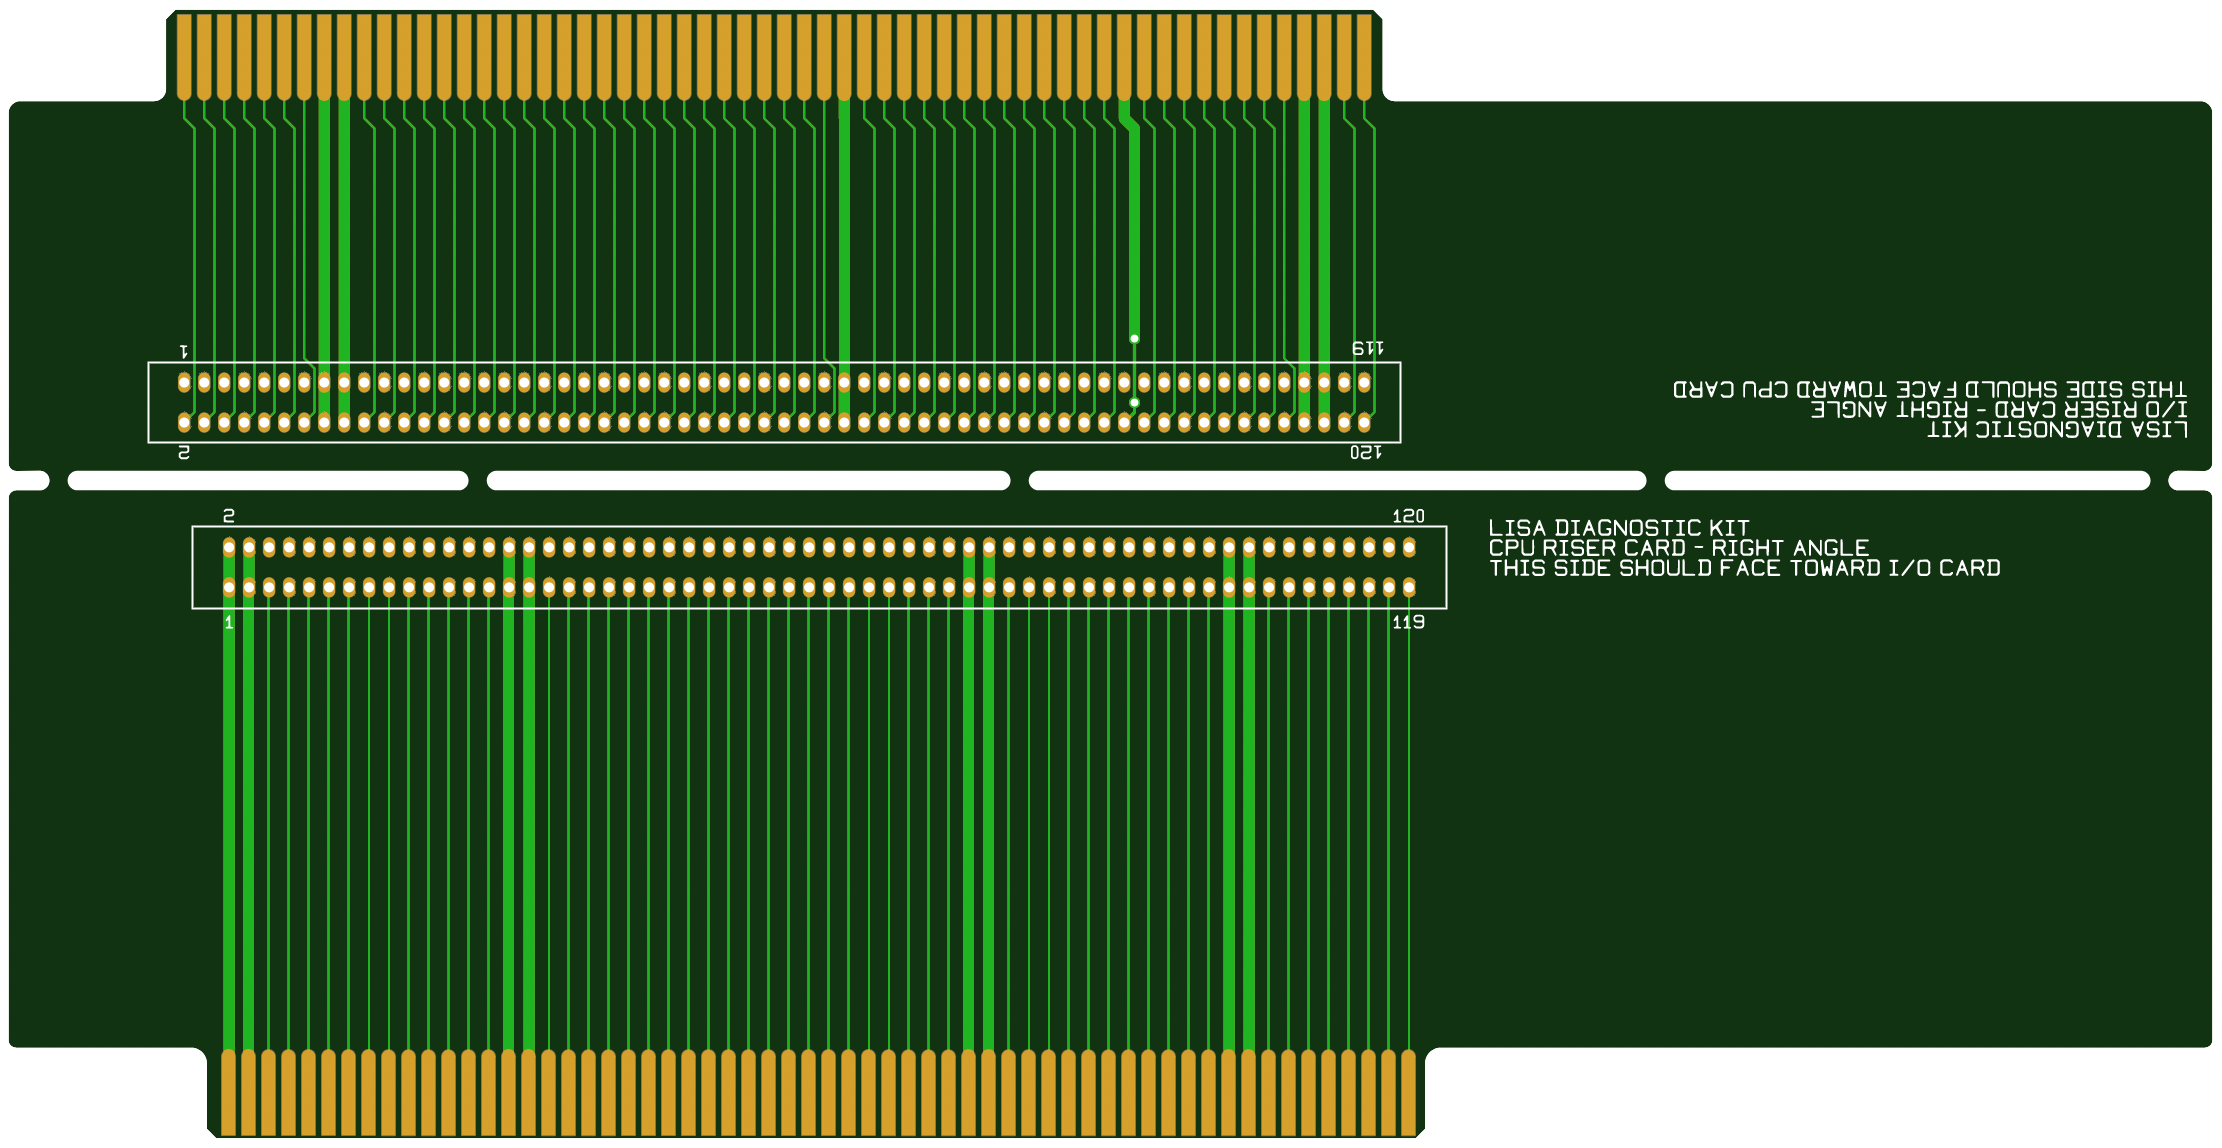 1
119
THIS SIDE SHOULD FACE TOWARD CPU CARD
I/O RISER CARD - RIGHT ANGLE
LISA DIAGNOSTIC KIT
2
120
2
120
LISA DIAGNOSTIC KIT
CPU RISER CARD - RIGHT ANGLE
THIS SIDE SHOULD FACE TOWARD I/O CARD
1
119